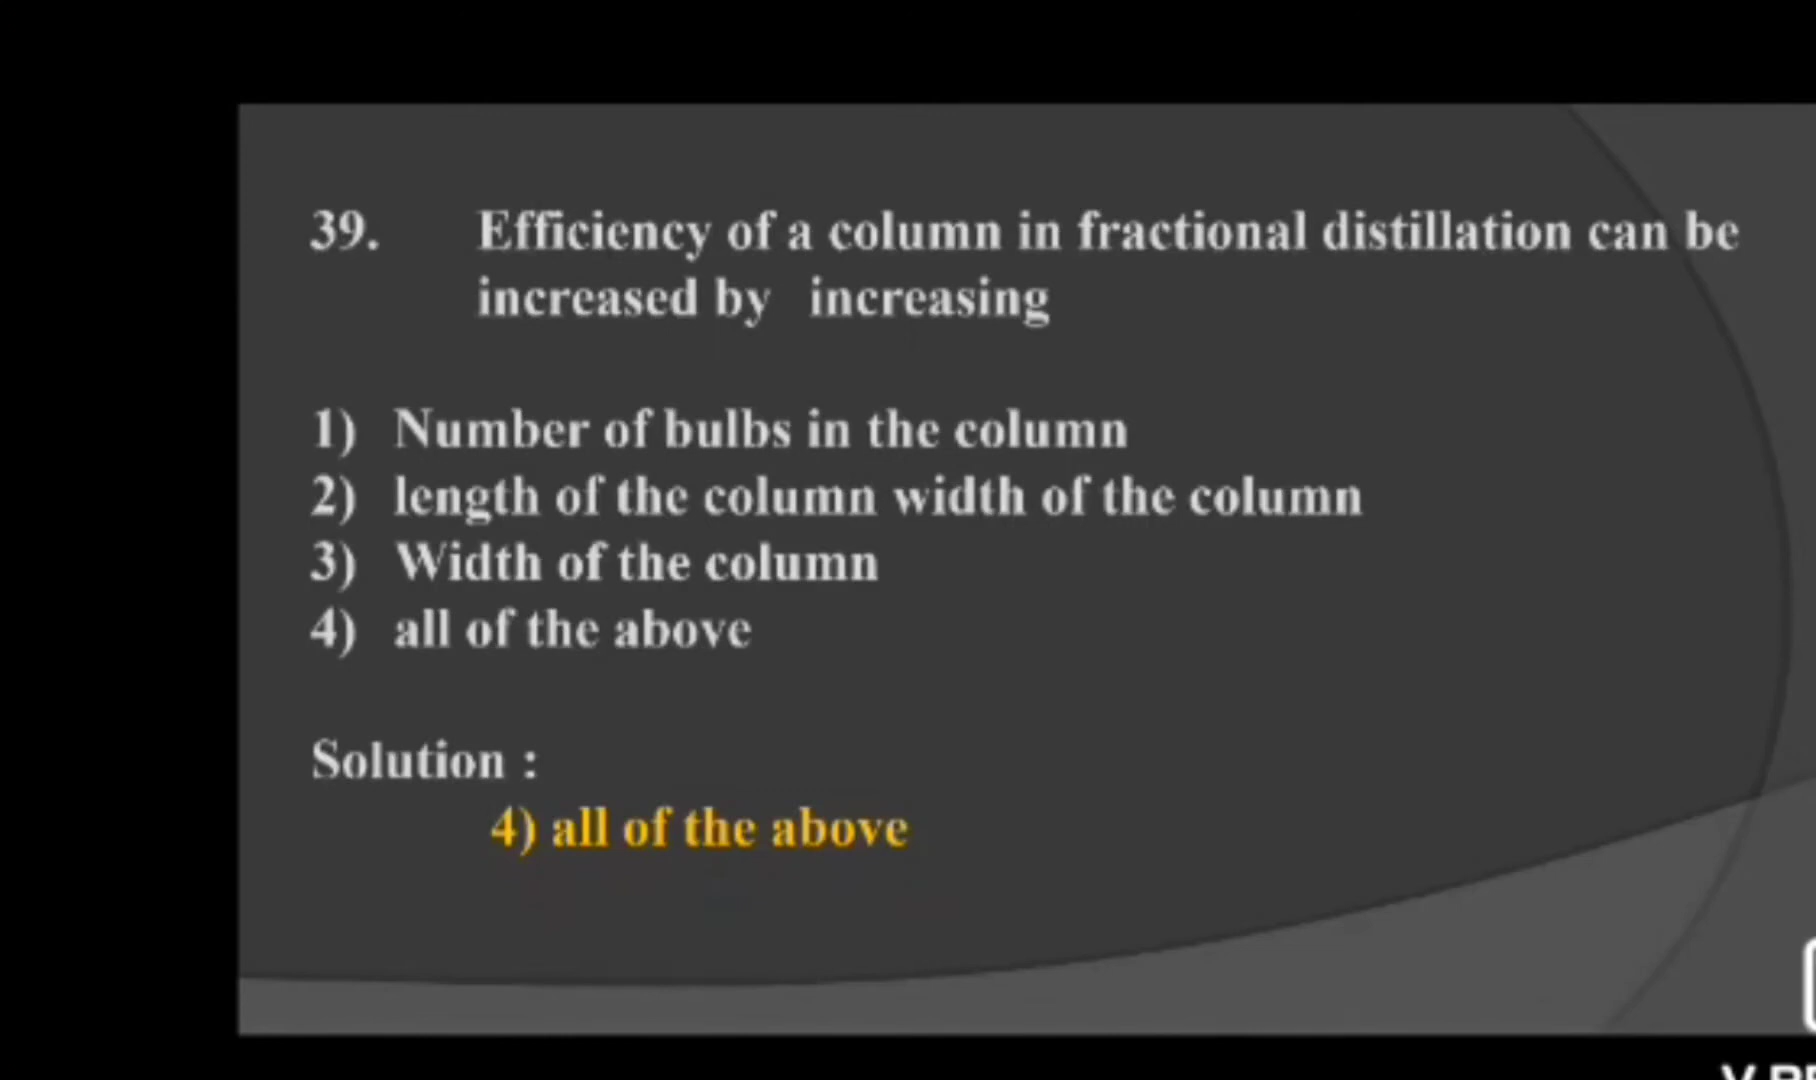 39. Efficiency of a column in fractional distillation can be
increased by increasing
1) Number of bulbs in the column
2) length of the column width of the column
3) Width of the column
4) all of the above
Solution :
4) all of the above